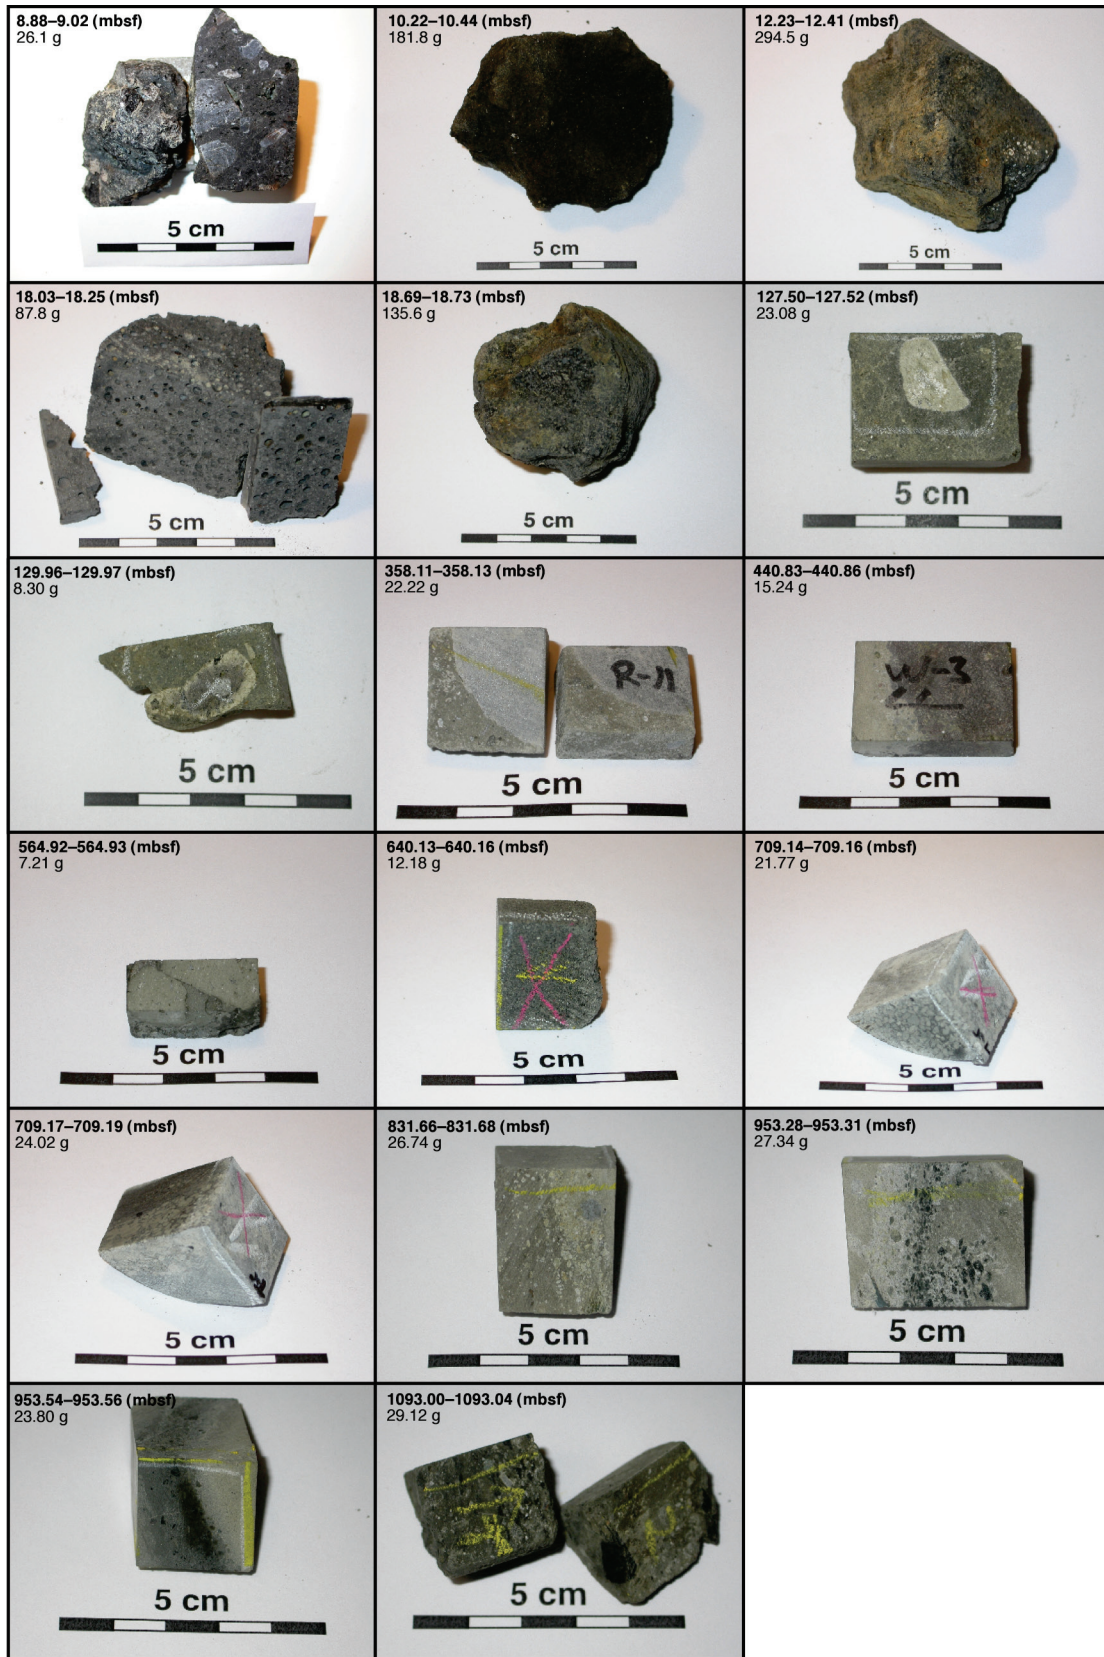 8.88–9.02 (mbsf)
26.1 g
5 cm
10.22–10.44 (mbsf)
181.8 g
5 cm
12.23–12.41 (mbsf)
294.5 g
5 cm
18.03–18.25 (mbsf)
87.8 g
5 cm
18.69–18.73 (mbsf)
135.6 g
5 cm
127.50–127.52 (mbsf)
23.08 g
5 cm
129.96–129.97 (mbsf)
8.30 g
5 cm
358.11–358.13 (mbsf)
22.22 g
R-11
5 cm
440.83–440.86 (mbsf)
15.24 g
W-3
5 cm
564.92–564.93 (mbsf)
7.21 g
5 cm
640.13–640.16 (mbsf)
12.18 g
5 cm
709.14–709.16 (mbsf)
21.77 g
5 cm
709.17–709.19 (mbsf)
24.02 g
5 cm
831.66–831.68 (mbsf)
26.74 g
5 cm
953.28–953.31 (mbsf)
27.34 g
5 cm
953.54–953.56 (mbsf)
23.80 g
5 cm
1093.00–1093.04 (mbsf)
29.12 g
5 cm